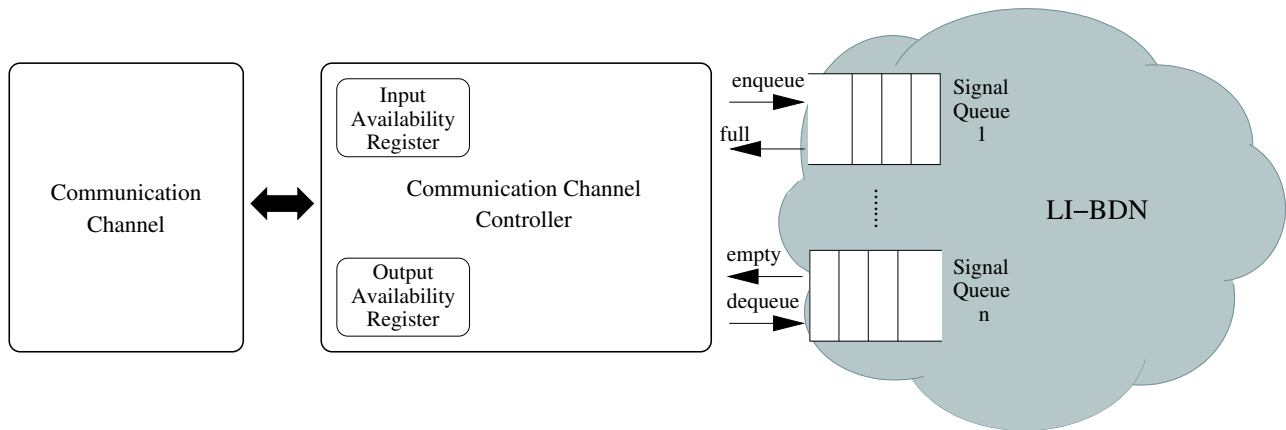 Communication
Channel
Input
Availability
Register
Communication Channel
Controller
Output
Availability
Register
enqueue
full
empty
dequeue
Signal
Queue
1
Signal
Queue
n
LI–BDN